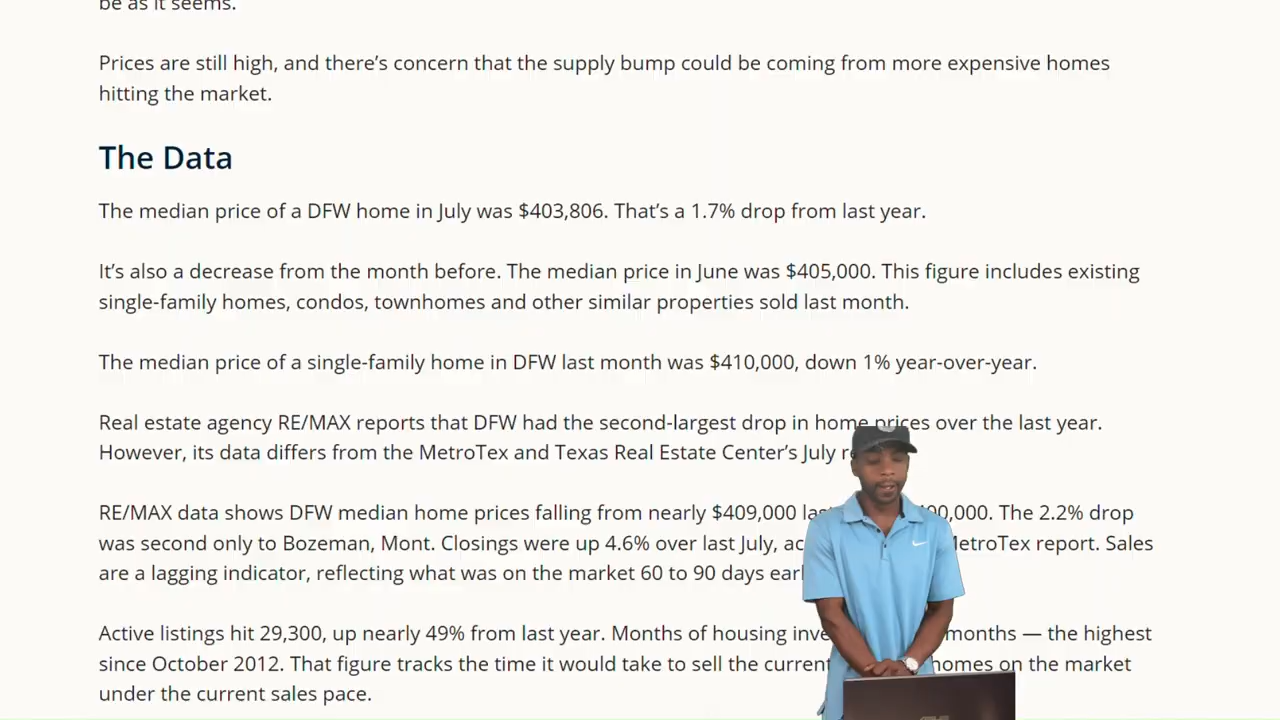 be as it seems.
Prices are still high, and there’s concern that the supply bump could be coming from more expensive homes
hitting the market.
The Data
The median price of a DFW home in July was $403,806. That’s a 1.7% drop from last year.
It’s also a decrease from the month before. The median price in June was $405,000. This figure includes existing
single-family homes, condos, townhomes and other similar properties sold last month.
The median price of a single-family home in DFW last month was $410,000, down 1% year-over-year.
Real estate agency RE/MAX reports that DFW had the second-largest drop in home prices over the last year.
However, its data differs from the MetroTex and Texas Real Estate Center’s July
RE/MAX data shows DFW median home prices falling from nearly $409,000 The 2.2% drop
was second only to Bozeman, Mont. Closings were up 4.6% over last July, MetroTex report. Sales
are a lagging indicator, reflecting what was on the market 60 to 90 days
Active listings hit 29,300, up nearly 49% from last year. Months of housing months — the highest
since October 2012. That figure tracks the time it would take to sell the current homes on the market
under the current sales pace.